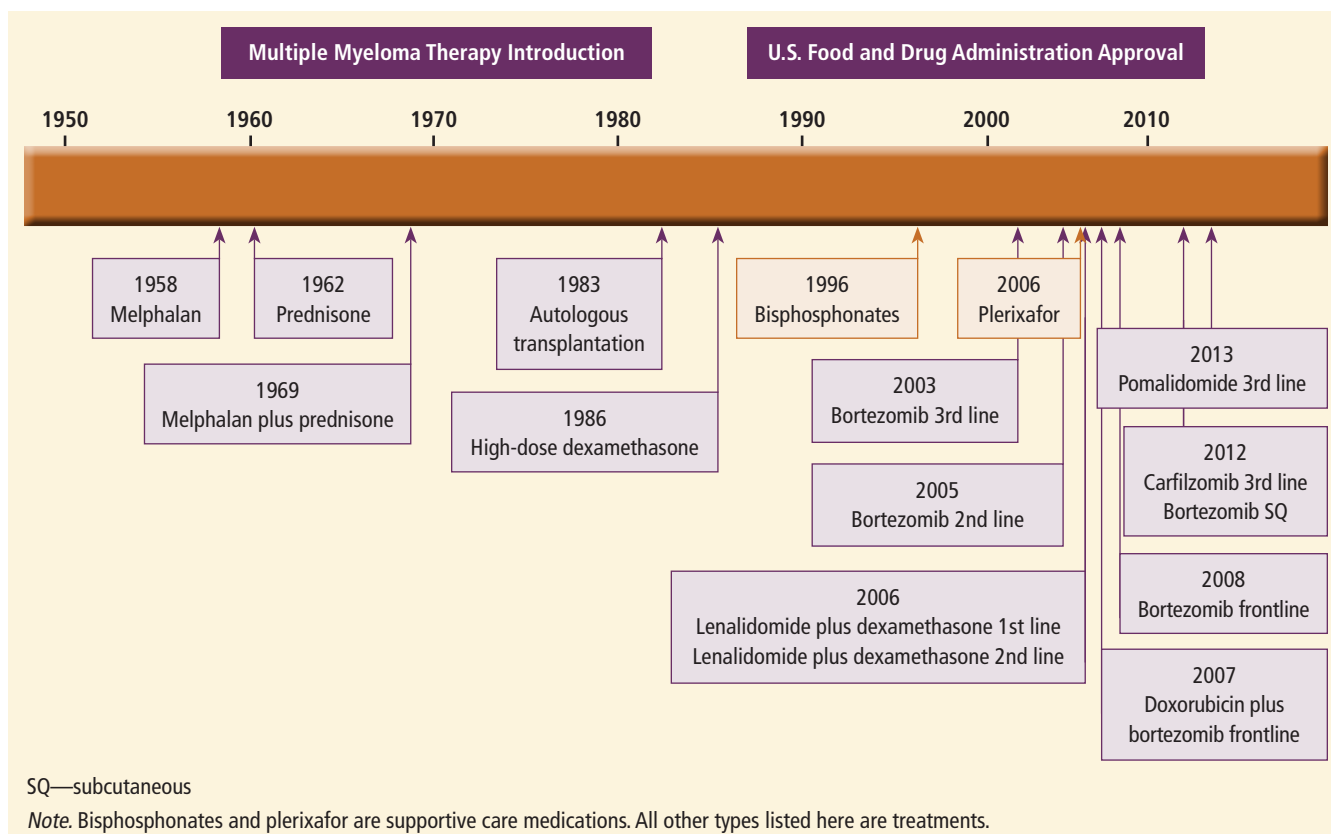 Multiple Myeloma Therapy Introduction
U.S. Food and Drug Administration Approval
1950
1960
1970
1980
1990
2000
2010
1958
Melphalan
1962
Prednisone
1969
Melphalan plus prednisone
1983
Autologous
transplantation
1986
High-dose dexamethasone
1996
Bisphosphonates
2006
Plerixafor
2003
Bortezomib 3rd line
2005
Bortezomib 2nd line
2006
Lenalidomide plus dexamethasone 1st line
Lenalidomide plus dexamethasone 2nd line
2013
Pomalidomide 3rd line
2012
Carfilzomib 3rd line
Bortezomib SQ
2008
Bortezomib frontline
2007
Doxorubicin plus
bortezomib frontline
SQ—subcutaneous
Note. Bisphosphonates and plerixafor are supportive care medications. All other types listed here are treatments.